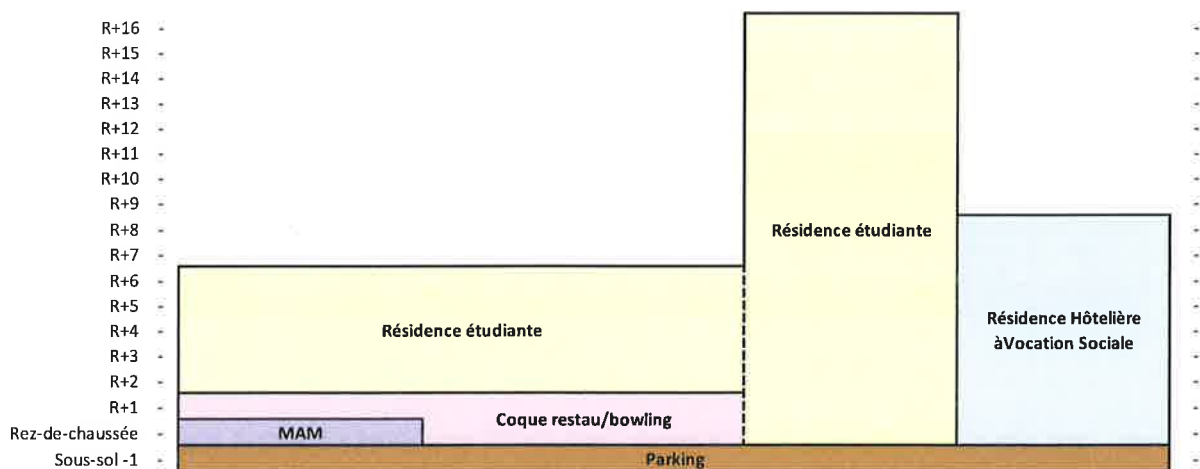 R+16 -
R+15 -
R+14 -
R+13 -
R+12 -
R+11 -
R+10 -
R+9 -
R+8 -
Résidence étudiante
R+7 -
R+6 -
R+5 -
R+4 -
Résidence étudiante
Résidence Hôtelière
àVocation Sociale
R+3 -
R+2 -
R+1 -
Coque restau/bowling
Rez-de-chaussée -
MAM
Sous-sol -1 -
Parking